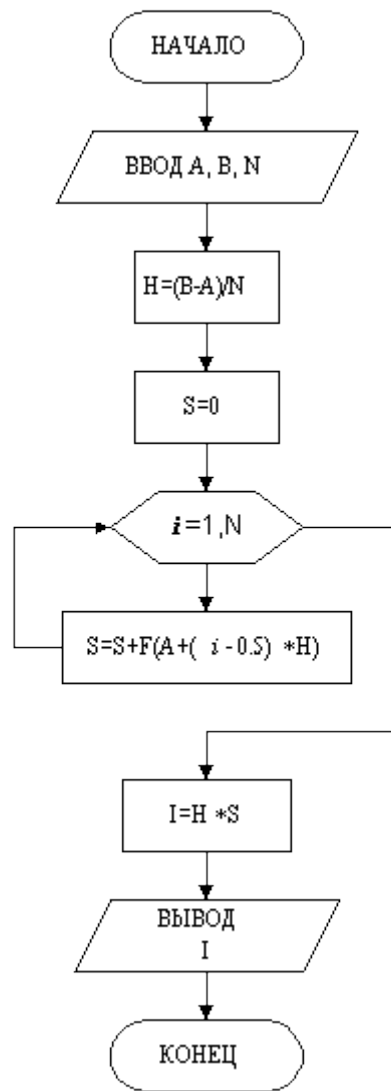 НАЧАЛО
ВВОД A, B, N
H=(B-A)/N
S=0
i=1,N
S=S+F(A+( i-0.5) *H)
I=H *S
ВЫВОД
I
КОНЕЦ